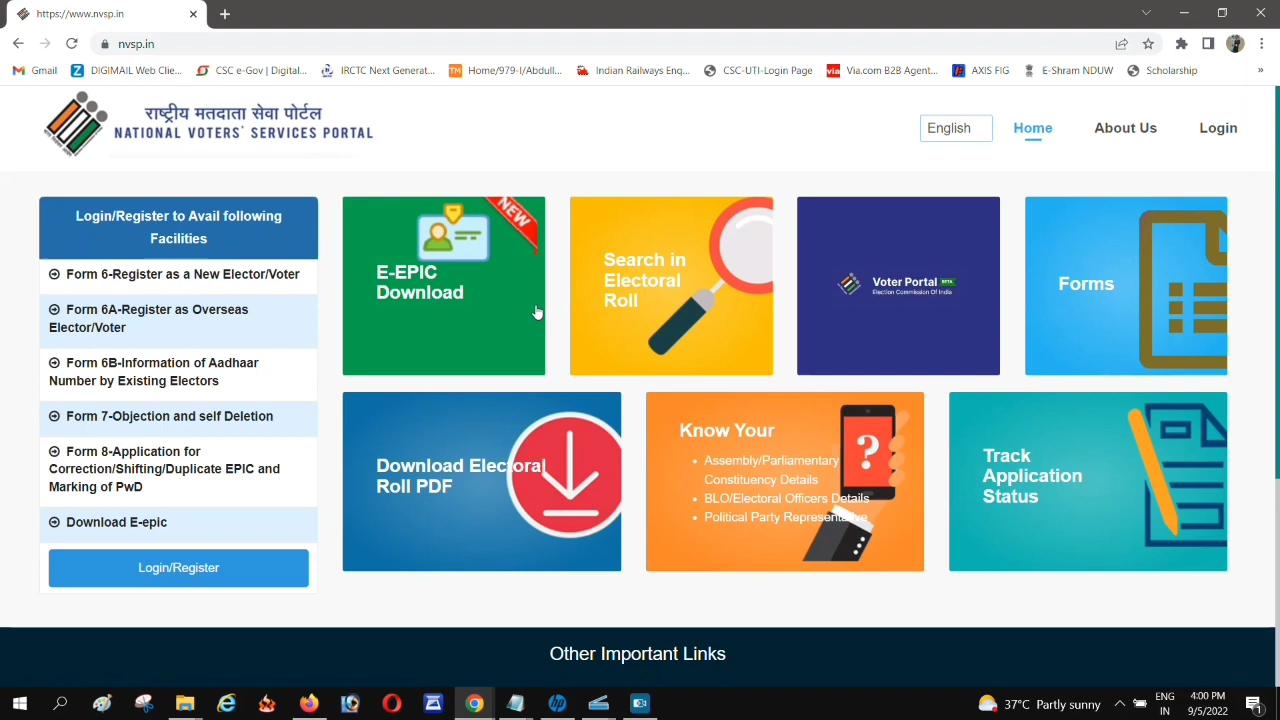 https://www.nvsp.in
nvsp.in
Gmail
DIGIMAIL Web Clie...
CSC e-Gov | Digital...
IRCTC Next Generat...
Home/979-I/Abdull...
Indian Railways Enq...
CSC-UTI-Loan Page
Via.com B2B Agent...
AXIS FIG
E-Shram NDUW
Scholarship
»
राष्ट्रीय मतदाता सेवा पोर्टल
NATIONAL VOTERS' SERVICES PORTAL
English
Home
About Us
Login
Login/Register to Avail following
Facilities
Form 6-Register as a New Elector/Voter
Form 6A-Register as Overseas
Elector/Voter
Form 6B-Information of Aadhaar
Number by Existing Electors
Form 7-Objection and self Deletion
Form 8-Application for
Correction/Shifting/Duplicate EPIC and
Marking of PwD
Download E-epic
Login/Register
NEW
E-EPIC
Download
Search in
Electoral
Roll
Voter Portal BETA
Election Commission Of India
Forms
Download Electoral
Roll PDF
Know Your
Assembly/Parliamentary
Constituency Details
BLO/Electoral Officers Details
Political Party Representative
?
Track
Application
Status
Other Important Links
37°C Partly sunny
ENG
IN
4:00 PM
9/5/2022
1